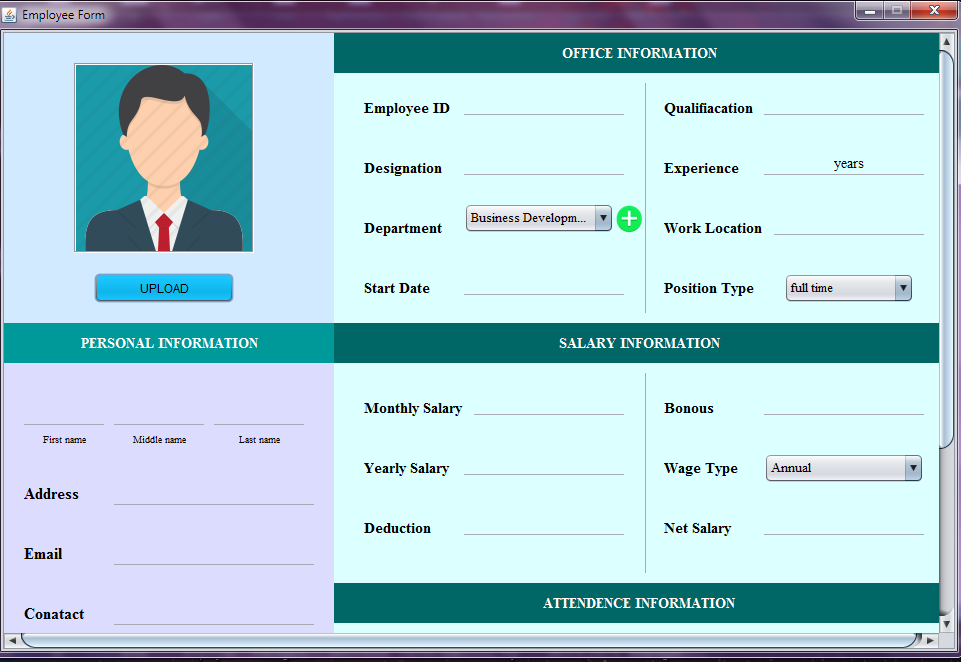 Employee Form
OFFICE INFORMATION
Employee ID
Qualifiacation
Designation
Experience years
Department Business Developm...
Work Location
Start Date
Position Type full time
UPLOAD
PERSONAL INFORMATION
First name Middle name Last name
Address
Email
Conatact
SALARY INFORMATION
Monthly Salary
Bonous
Yearly Salary
Wage Type Annual
Deduction
Net Salary
ATTENDENCE INFORMATION